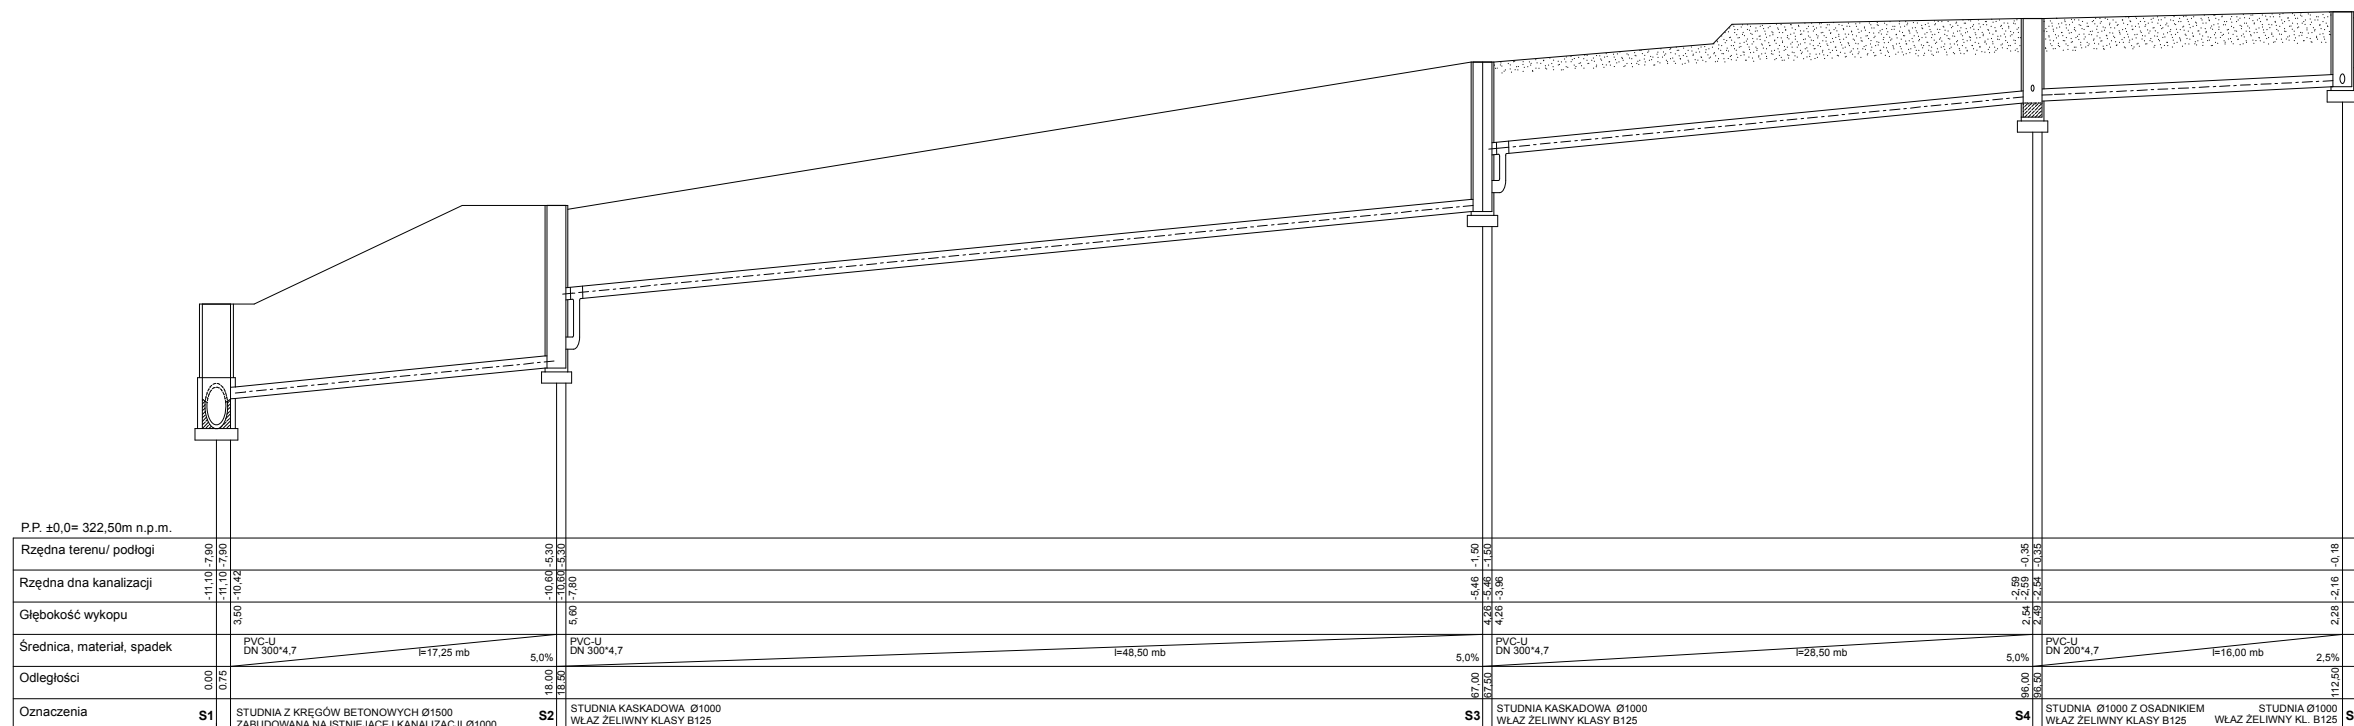 P.P. ±0,0= 322,50m n.p.m.
Rzędna terenu/ podłogi
-7,90 -7,90 -5,30 -5,30 -1,50 -1,50 -0,35 -0,35 -0,18
Rzędna dna kanalizacji
-11,10 -11,10 -10,42 -10,60 -10,60 -7,80 -5,46 -5,46 -3,96 -2,59 -2,59 -2,54 -2,16
Głębokość wykopu
3,50 5,60 4,26 4,26 2,54 2,49 2,28
Średnica, materiał, spadek
PVC-U
DN 300*4,7
l=17,25 mb
5,0%
PVC-U
DN 300*4,7
l=48,50 mb
5,0%
PVC-U
DN 300*4,7
l=28,50 mb
5,0%
PVC-U
DN 200*4,7
l=16,00 mb
2,5%
Odległości
0.00 0.75 18.00 18,50 67,00 67,50 96,00 96,50 112,50
Oznaczenia
S1
STUDNIA Z KRĘGÓW BETONOWYCH Ø1500
ZABUDOWANA NA ISTNIEJĄCEJ KANALIZACJI Ø1000
S2
STUDNIA KASKADOWA Ø1000
WŁAZ ŻELIWNY KLASY B125
S3
STUDNIA KASKADOWA Ø1000
WŁAZ ŻELIWNY KLASY B125
S4
STUDNIA Ø1000 Z OSADNIKIEM
WŁAZ ŻELIWNY KLASY B125
STUDNIA Ø1000
WŁAZ ŻELIWNY KL. B125